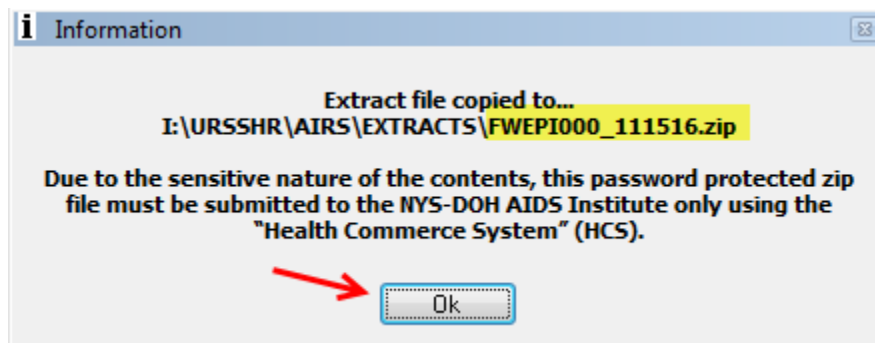 i Information
Extract file copied to...
I:\URSSHR\AIRS\EXTRACTS\FWEPI000_111516.zip
Due to the sensitive nature of the contents, this password protected zip
file must be submitted to the NYS-DOH AIDS Institute only using the
“Health Commerce System” (HCS).
Ok